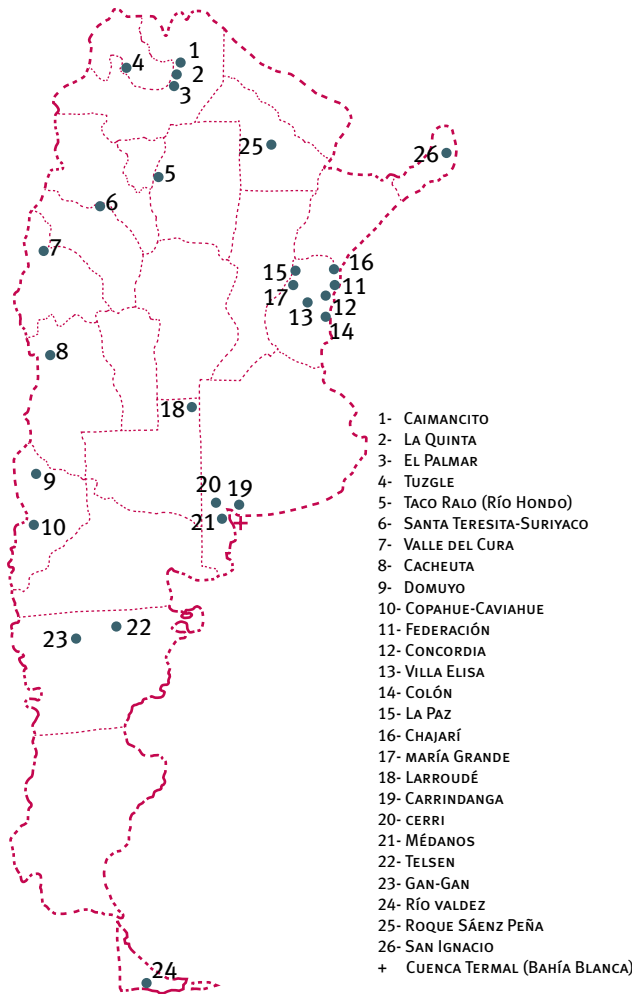 1
4
2
3
25
26
5
6
7
15
16
17
11
12
13
14
8
18
9
20
19
10
21
+
22
23
24
1- Caimancito
2- La Quinta
3- El Palmar
4- Tuzgle
5- Taco Ralo (Río Hondo)
6- Santa Teresita-Suriyaco
7- Valle del Cura
8- Cacheuta
9- Domuyo
10- Copahue-Caviahue
11- Federación
12- Concordia
13- Villa Elisa
14- Colón
15- La Paz
16- Chajarí
17- maría Grande
18- Larroudé
19- Carrindanga
20- cerri
21- Médanos
22- Telsen
23- Gan-Gan
24- Río valdez
25- Roque Sáenz Peña
26- San Ignacio
+ Cuenca Termal (Bahía Blanca)